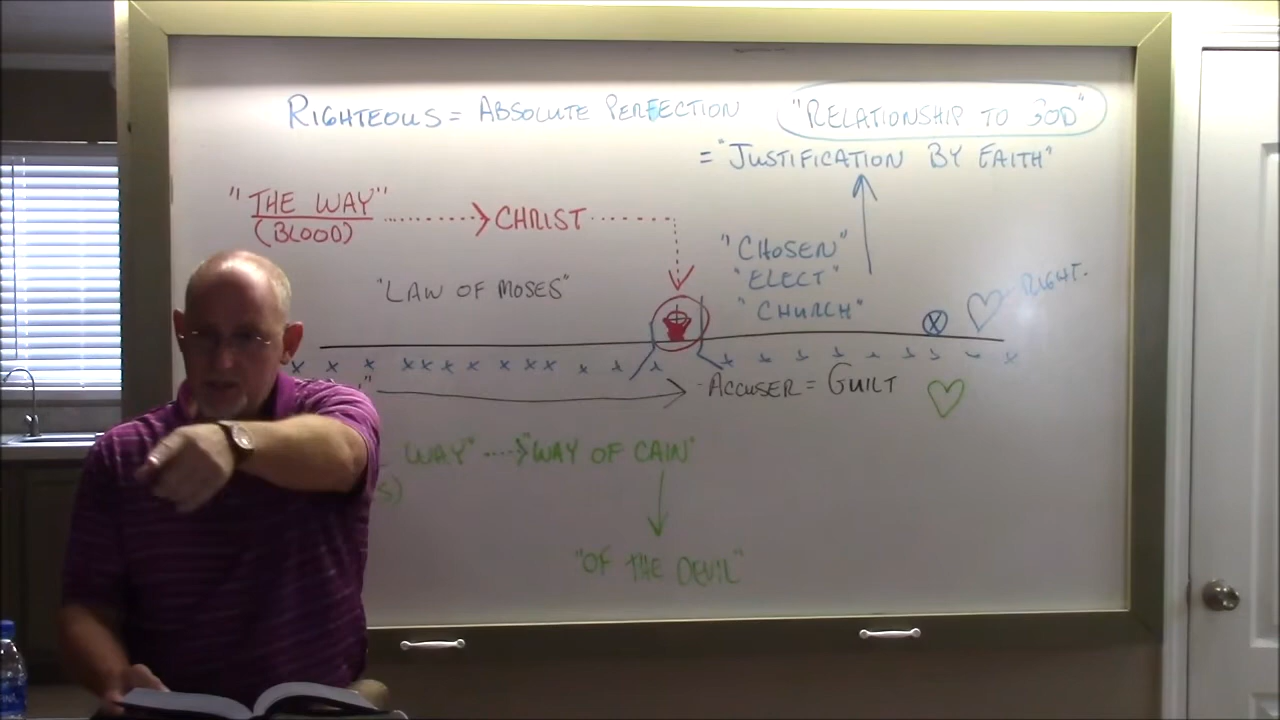 RIGHTEOUS = ABSOLUTE PERFECTION "RELATIONSHIP TO GOD"
= "JUSTIFICATION BY FAITH"
"THE WAY" CHRIST
(BLOOD)
"CHOSEN"
"LAW OF MOSES" "ELECT" RIGHT.
"CHURCH"
ACCUSER = GUILT
WAY" "WAY OF CAIN"
"OF THE DEVIL"